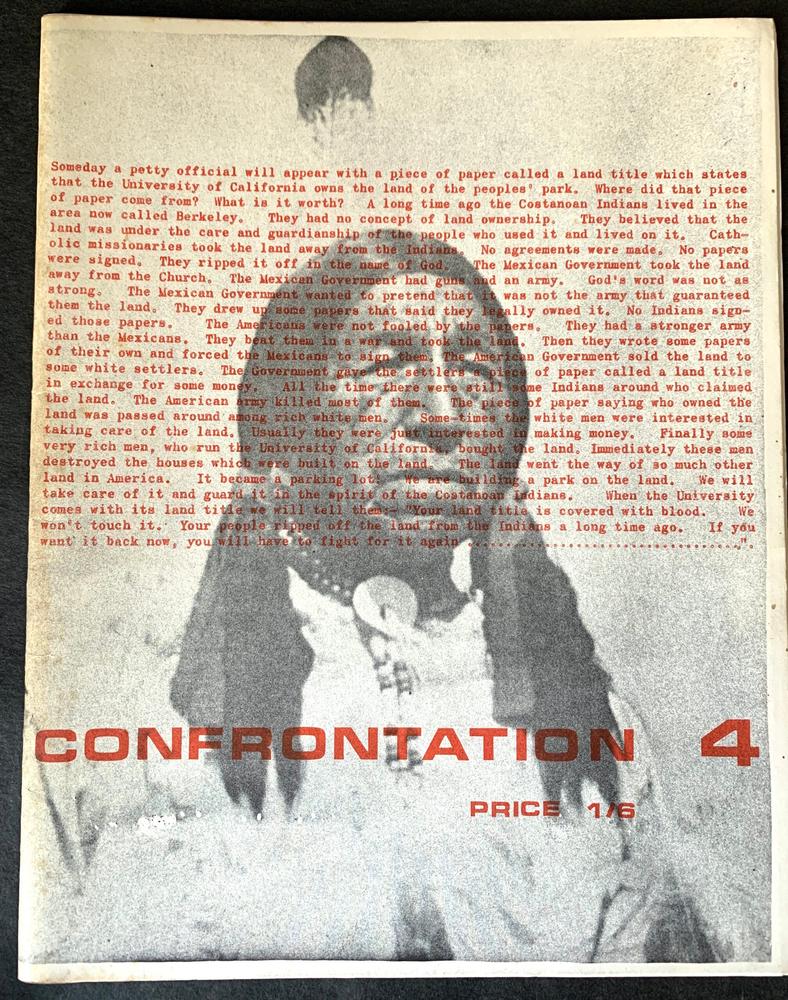 Someday a petty official will appear with a piece of paper called a land title which states
that the University of California owns the land of the peoples' park. Where did that piece
of paper come from? What is it worth? A long time ago the Costanoan Indians lived in the
area now called Berkeley. They had no concept of land ownership. They believed that the
land was under the care and guardianship of the people who used it and lived on it. Cath-
olic missionaries took the land away from the Indians. No agreements were made. No papers
were signed. They ripped it off in the name of God. The Mexican Government took the land
away from the Church. The Mexican Government had guns and an army. God's word was not as
strong. The Mexican Government wanted to pretend that it was not the army that guaranteed
them the land. They drew up some papers that said they legally owned it. No Indians sign-
ed those papers. The Americans were not fooled by the papers. They had a stronger army
than the Mexicans. They beat them in a war and took the land. Then they wrote some papers
of their own and forced the Mexicans to sign them. The American Government sold the land to
some white settlers. The Government gave the settlers a piece of paper called a land title
in exchange for some money. All the time there were still some Indians around who claimed
the land. The American army killed most of them. The piece of paper saying who owned the
land was passed around among rich white men. Some-times the white men were interested in
taking care of the land. Usually they were just interested in making money. Finally some
very rich men, who run the University of California, bought the land. Immediately these men
destroyed the houses which were built on the land. The land went the way of so much other
land in America. It became a parking lot! We are building a park on the land. We will
take care of it and guard it in the spirit of the Costanoan Indians. When the University
comes with its land title we will tell them:- "Your land title is covered with blood. We
won't touch it. Your people ripped off the land from the Indians a long time ago. If you
want it back now, you will have to fight for it again ......................................".
CONFRONTATION 4
PRICE 1/6